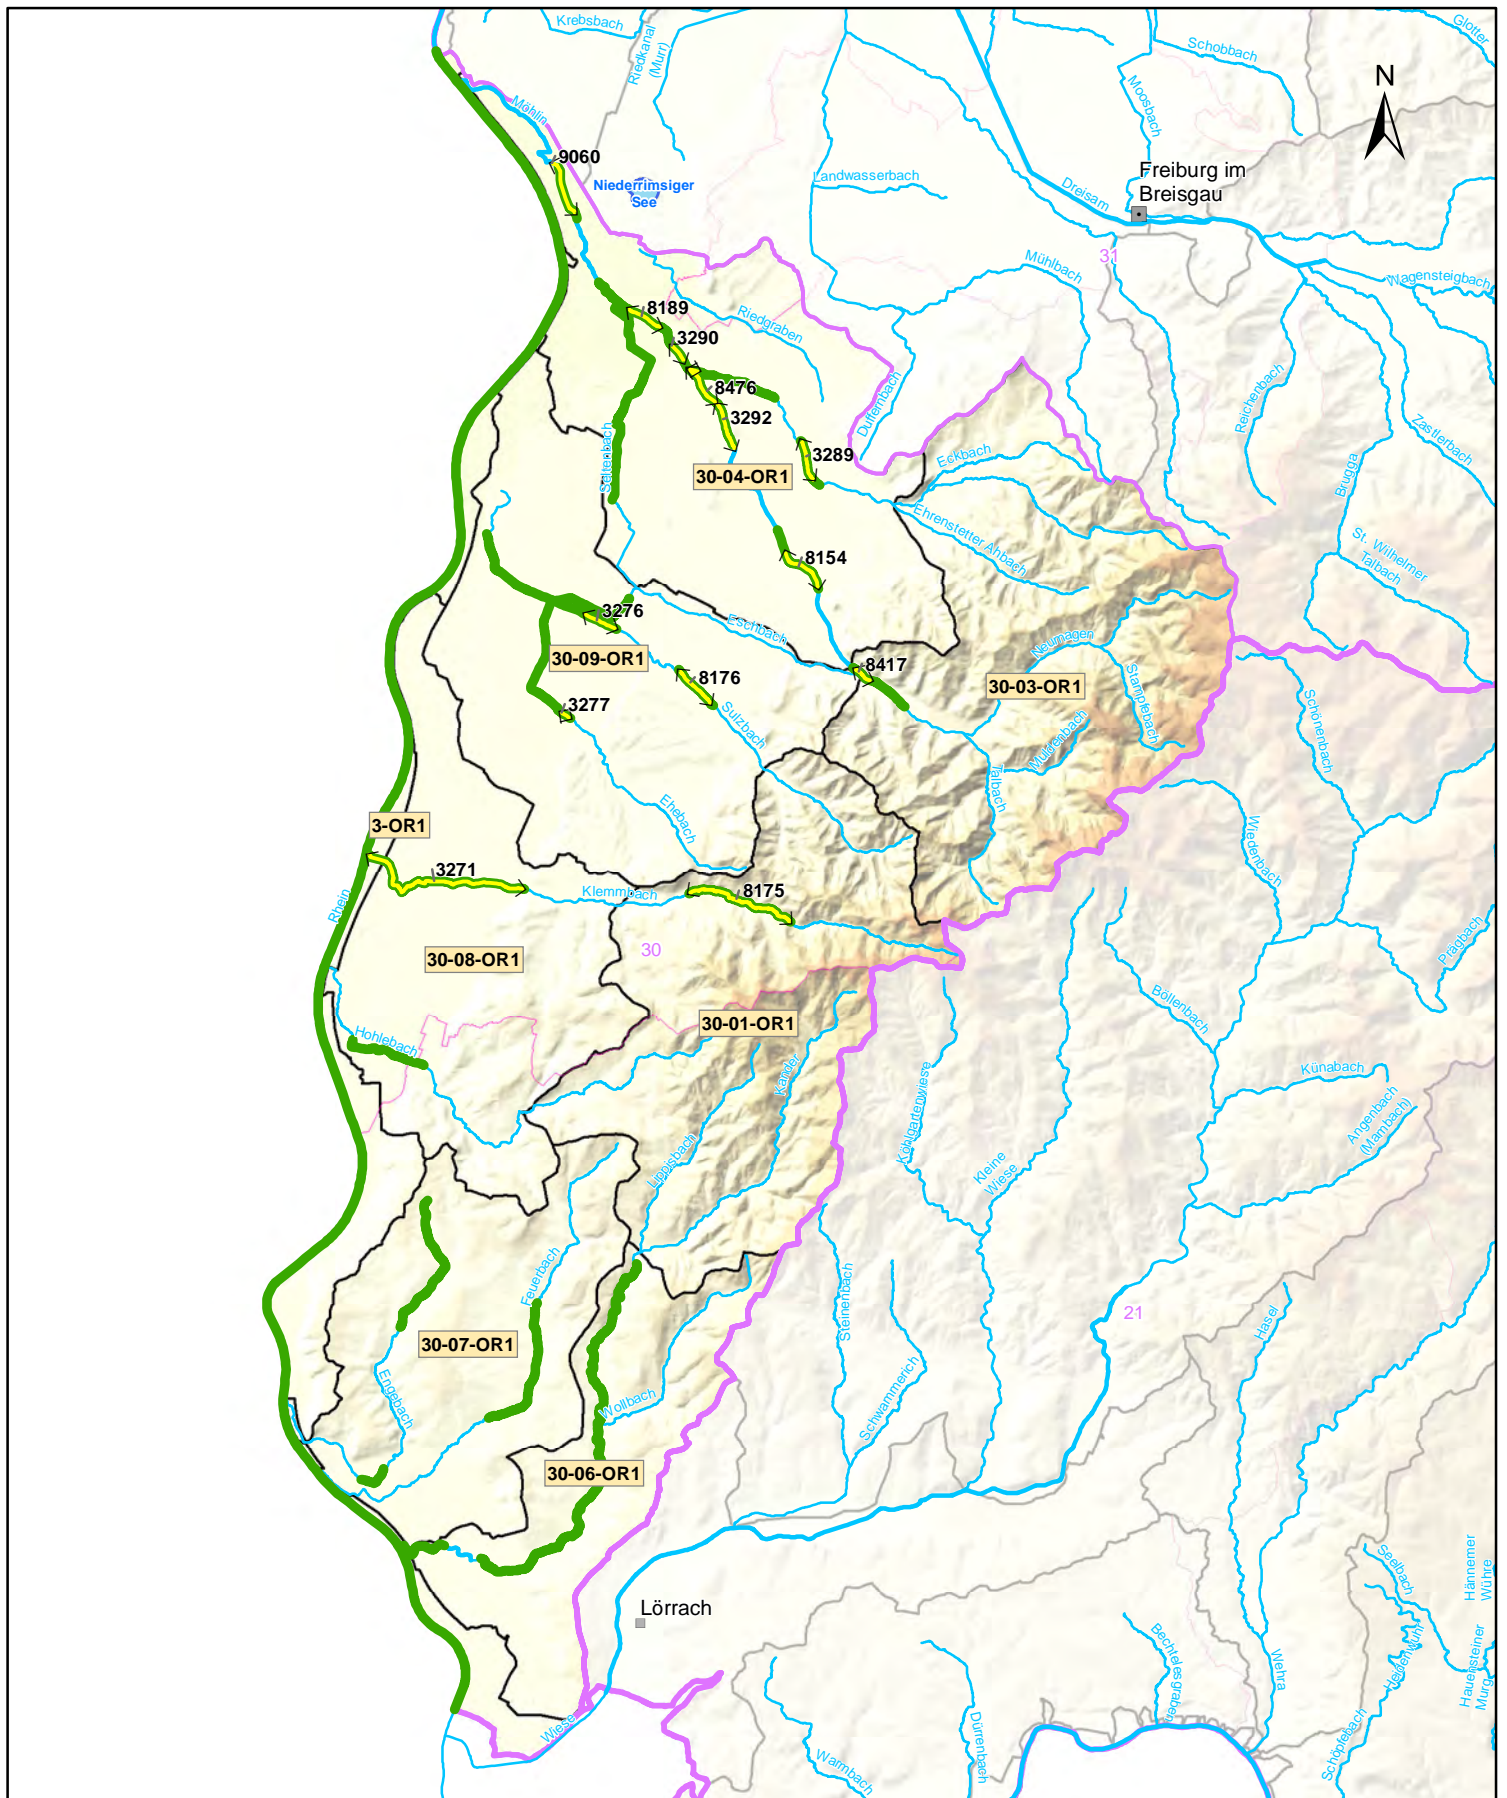 Krebsbach
Riedkanal
(Murr)
Schobbach
Glotter
N
Möhlin
Moosbach
9060
Niederrimsiger
See
Landwasserbach
Dreisam
Freiburg im
Breisgau
31
Mühlbach
Wagensteigbach
8189
Riedgraben
3290
8476
3292
Duffernbach
Reichenbach
Zastlerbach
Brugga
3289
Eckbach
30-04-OR1
Seltenbach
Ehrenstetter Ahbach
St. Wilhelmer
Talbach
8154
3276
Eschbach
Neumagen
30-09-OR1
8417
30-03-OR1
8176
Stampfebach
3277
Sulzbach
Muldenbach
Schönenbach
Talbach
Ehebach
3-OR1
Wiedenbach
3271
Klemmbach
8175
Rhein
30
30-08-OR1
Prägbach
Böllenbach
30-01-OR1
Hohlebach
Kander
Köhlgartenwiese
Künabach
Angenbach
(Mambach)
Lippisbach
Kleine
Wiese
Feuerbach
Steinenbach
21
Hasel
30-07-OR1
Engebach
Wollbach
Schwammerich
30-06-OR1
Seelbach
Hännemer
Wühre
Lörrach
Bechtelesgraben
Heidenwuhr
Hauensteiner
Murg
Wehra
Wiese
Dürrenbach
Warmbach
Schöpfebach